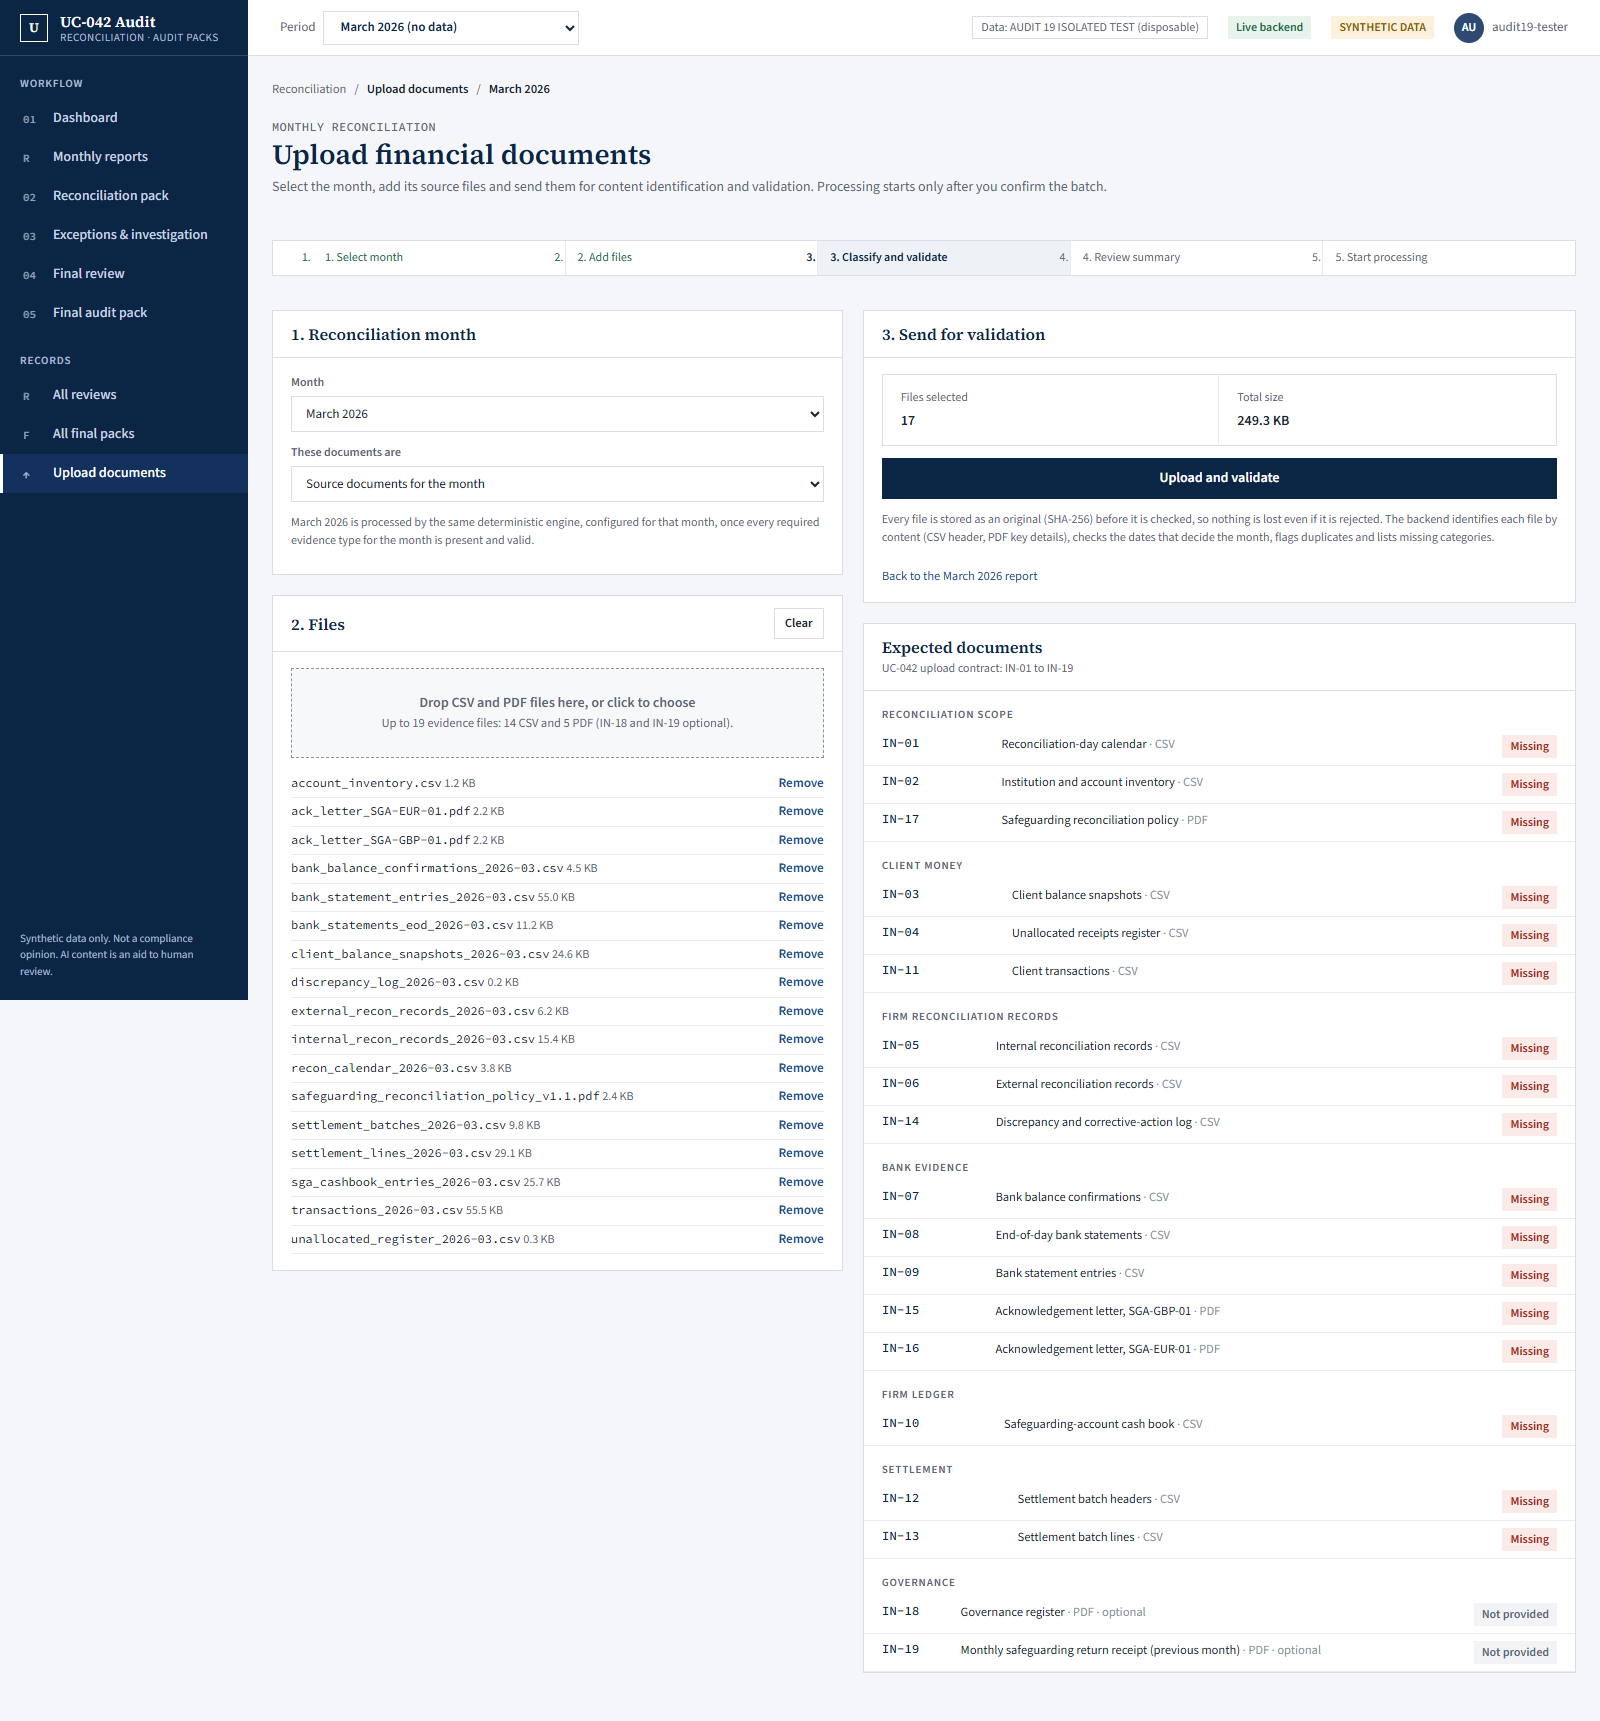 U
UC-042 Audit
RECONCILIATION · AUDIT PACKS
Period
March 2026 (no data)
Data: AUDIT 19 ISOLATED TEST (disposable)
Live backend
SYNTHETIC DATA
AU
audit19-tester
WORKFLOW
01 Dashboard
R Monthly reports
02 Reconciliation pack
03 Exceptions & investigation
04 Final review
05 Final audit pack
RECORDS
R All reviews
F All final packs
↑ Upload documents
Synthetic data only. Not a compliance
opinion. AI content is an aid to human
review.
Reconciliation / Upload documents / March 2026
MONTHLY RECONCILIATION
Upload financial documents
Select the month, add its source files and send them for content identification and validation. Processing starts only after you confirm the batch.
1. 1. Select month
2. 2. Add files
3. 3. Classify and validate
4. 4. Review summary
5. 5. Start processing
1. Reconciliation month
Month
March 2026
These documents are
Source documents for the month
March 2026 is processed by the same deterministic engine, configured for that month, once every required
evidence type for the month is present and valid.
2. Files
Clear
Drop CSV and PDF files here, or click to choose
Up to 19 evidence files: 14 CSV and 5 PDF (IN-18 and IN-19 optional).
account_inventory.csv 1.2 KB Remove
ack_letter_SGA-EUR-01.pdf 2.2 KB Remove
ack_letter_SGA-GBP-01.pdf 2.2 KB Remove
bank_balance_confirmations_2026-03.csv 4.5 KB Remove
bank_statement_entries_2026-03.csv 55.0 KB Remove
bank_statements_eod_2026-03.csv 11.2 KB Remove
client_balance_snapshots_2026-03.csv 24.6 KB Remove
discrepancy_log_2026-03.csv 0.2 KB Remove
external_recon_records_2026-03.csv 6.2 KB Remove
internal_recon_records_2026-03.csv 15.4 KB Remove
recon_calendar_2026-03.csv 3.8 KB Remove
safeguarding_reconciliation_policy_v1.1.pdf 2.4 KB Remove
settlement_batches_2026-03.csv 9.8 KB Remove
settlement_lines_2026-03.csv 29.1 KB Remove
sga_cashbook_entries_2026-03.csv 25.7 KB Remove
transactions_2026-03.csv 55.5 KB Remove
unallocated_register_2026-03.csv 0.3 KB Remove
3. Send for validation
Files selected
17
Total size
249.3 KB
Upload and validate
Every file is stored as an original (SHA-256) before it is checked, so nothing is lost even if it is rejected. The backend identifies each file by
content (CSV header, PDF key details), checks the dates that decide the month, flags duplicates and lists missing categories.
Back to the March 2026 report
Expected documents
UC-042 upload contract: IN-01 to IN-19
RECONCILIATION SCOPE
IN-01 Reconciliation-day calendar · CSV Missing
IN-02 Institution and account inventory · CSV Missing
IN-17 Safeguarding reconciliation policy · PDF Missing
CLIENT MONEY
IN-03 Client balance snapshots · CSV Missing
IN-04 Unallocated receipts register · CSV Missing
IN-11 Client transactions · CSV Missing
FIRM RECONCILIATION RECORDS
IN-05 Internal reconciliation records · CSV Missing
IN-06 External reconciliation records · CSV Missing
IN-14 Discrepancy and corrective-action log · CSV Missing
BANK EVIDENCE
IN-07 Bank balance confirmations · CSV Missing
IN-08 End-of-day bank statements · CSV Missing
IN-09 Bank statement entries · CSV Missing
IN-15 Acknowledgement letter, SGA-GBP-01 · PDF Missing
IN-16 Acknowledgement letter, SGA-EUR-01 · PDF Missing
FIRM LEDGER
IN-10 Safeguarding-account cash book · CSV Missing
SETTLEMENT
IN-12 Settlement batch headers · CSV Missing
IN-13 Settlement batch lines · CSV Missing
GOVERNANCE
IN-18 Governance register · PDF · optional Not provided
IN-19 Monthly safeguarding return receipt (previous month) · PDF · optional Not provided